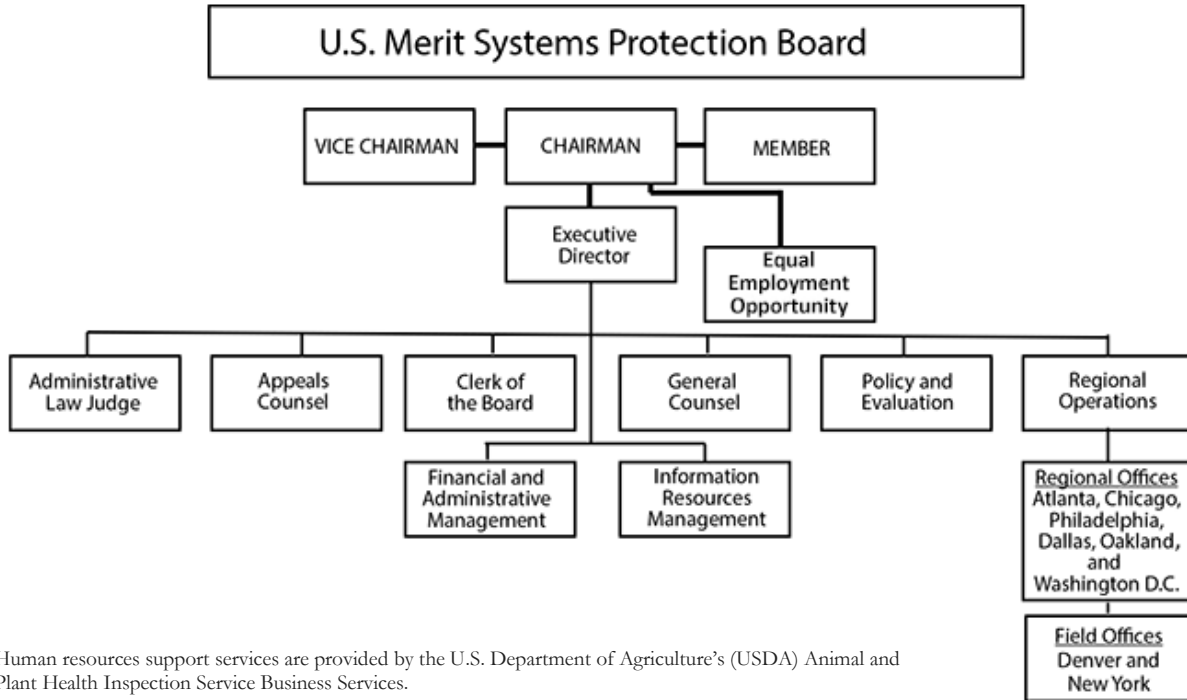 U.S. Merit Systems Protection Board
VICE CHAIRMAN
CHAIRMAN
MEMBER
Executive
Director
Equal
Employment
Opportunity
Administrative
Law Judge
Appeals
Counsel
Clerk of
the Board
General
Counsel
Policy and
Evaluation
Regional
Operations
Financial and
Administrative
Management
Information
Resources
Management
Regional Offices
Atlanta, Chicago,
Philadelphia,
Dallas, Oakland,
and
Washington D.C.
Field Offices
Denver and
New York
Human resources support services are provided by the U.S. Department of Agriculture’s (USDA) Animal and
Plant Health Inspection Service Business Services.